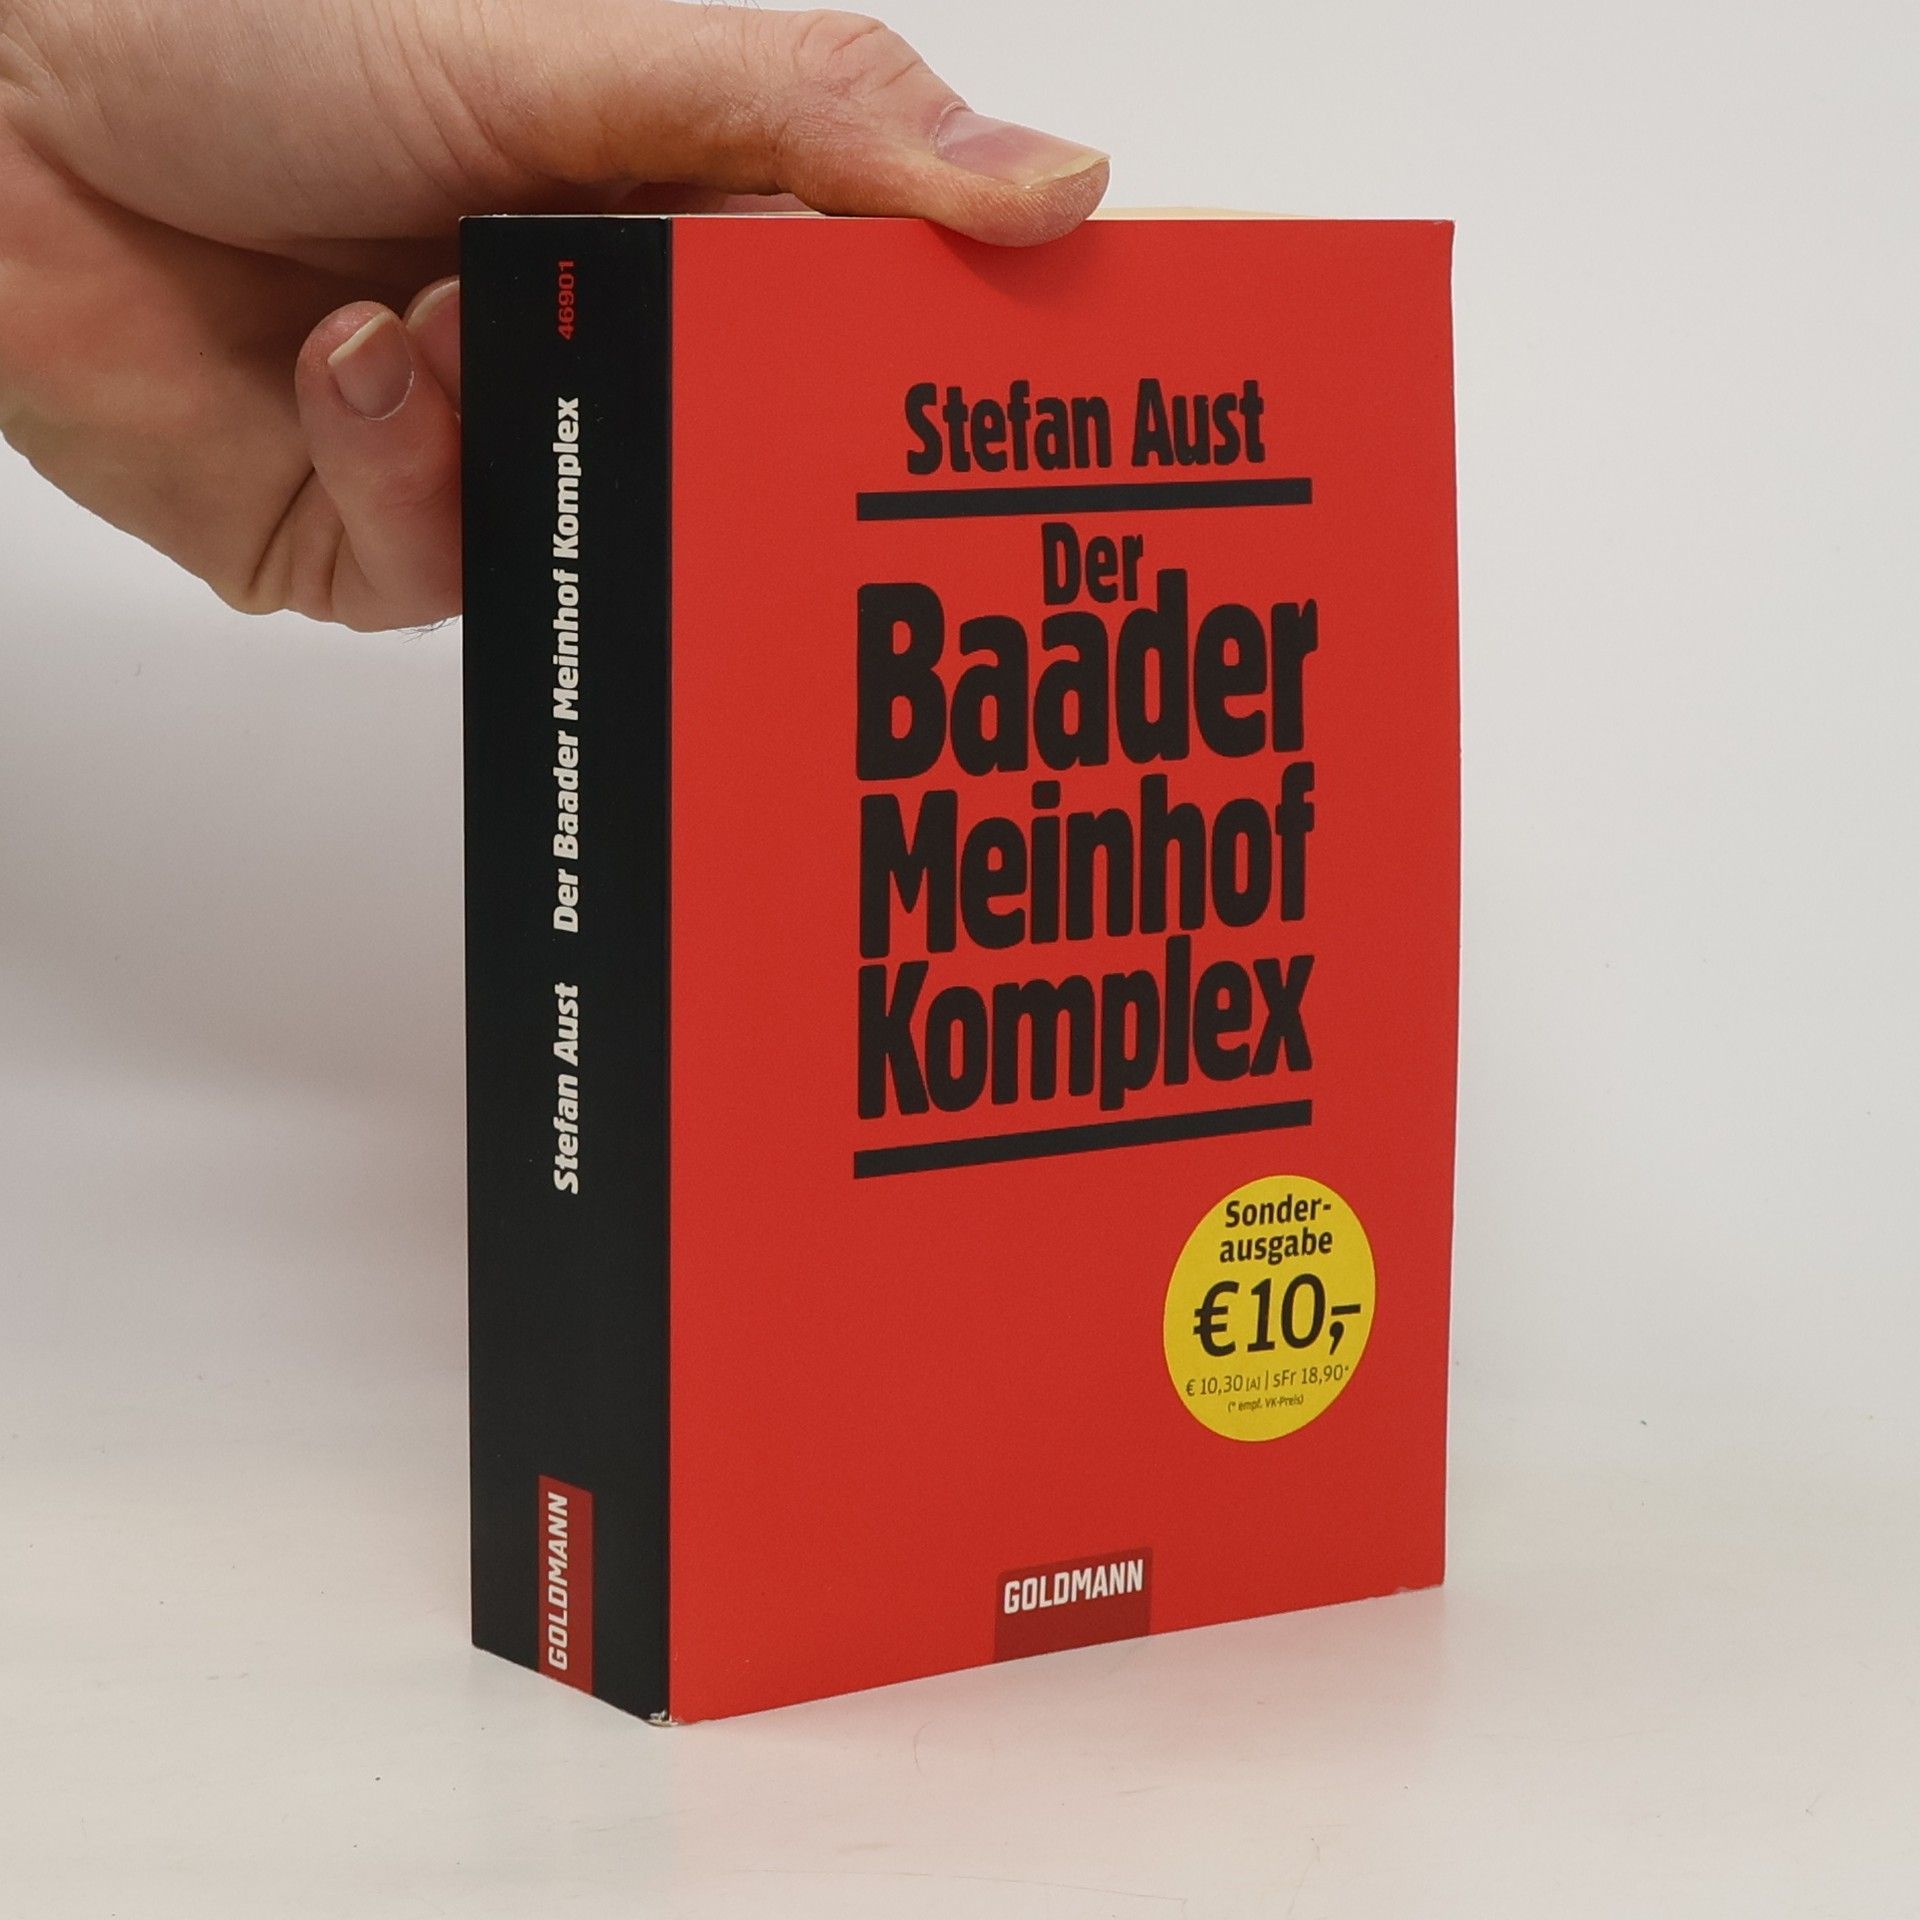 46901
Stefan Aust Der Baader Meinhof Komplex
GOLDMANN
Stefan Aust
Der
Baader
Meinhof
Komplex
Sonder-
ausgabe
€10,-
€ 10,30 [A] | sFr 18,90*
(* empf. VK-Preis)
GOLDMANN